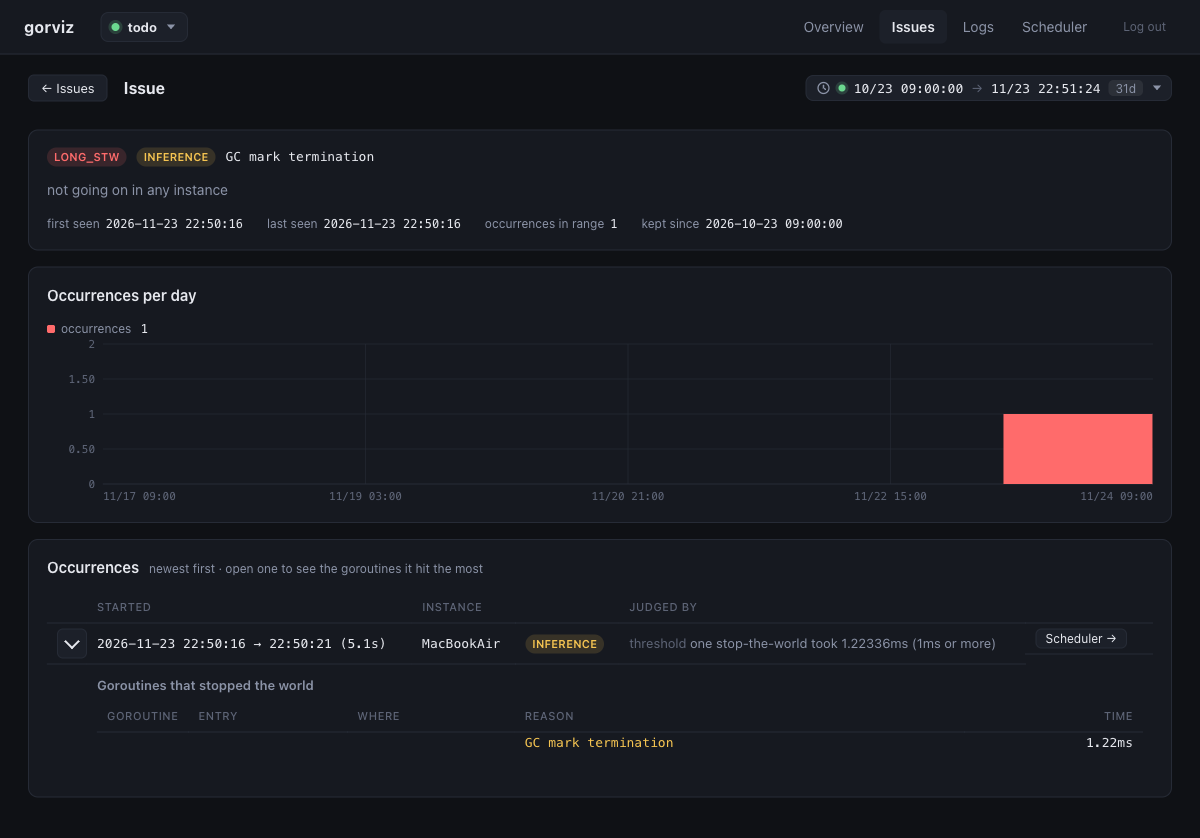 gorviz
todo
Overview Issues Logs Scheduler Log out
← Issues Issue
10/23 09:00:00 → 11/23 22:51:24 31d
LONG_STW INFERENCE GC mark termination
not going on in any instance
first seen 2026-11-23 22:50:16 last seen 2026-11-23 22:50:16 occurrences in range 1 kept since 2026-10-23 09:00:00
Occurrences per day
occurrences 1
2
1.50
1
0.50
0
11/17 09:00 11/19 03:00 11/20 21:00 11/22 15:00 11/24 09:00
Occurrences newest first · open one to see the goroutines it hit the most
STARTED INSTANCE JUDGED BY
2026-11-23 22:50:16 → 22:50:21 (5.1s) MacBookAir INFERENCE threshold one stop-the-world took 1.22336ms (1ms or more) Scheduler →
Goroutines that stopped the world
GOROUTINE ENTRY WHERE REASON TIME
GC mark termination 1.22ms